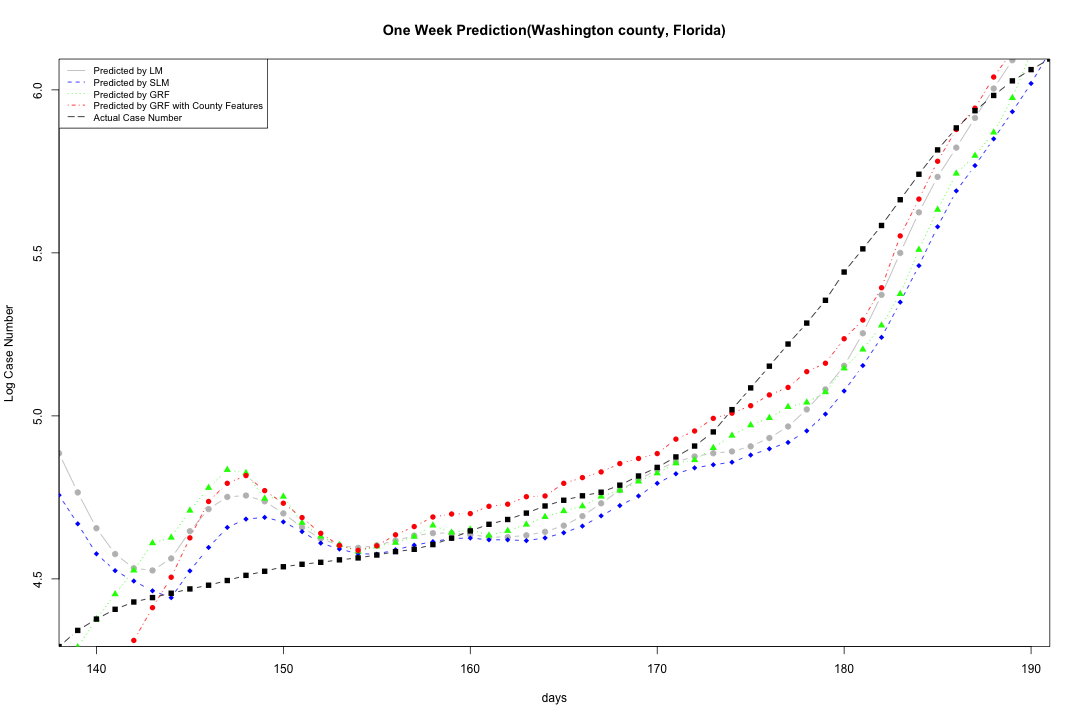 One Week Prediction(Washington county, Florida)
Predicted by LM
Predicted by SLM
Predicted by GRF
Predicted by GRF with County Features
Actual Case Number
6.0
5.5
5.0
4.5
Log Case Number
140 150 160 170 180 190
days